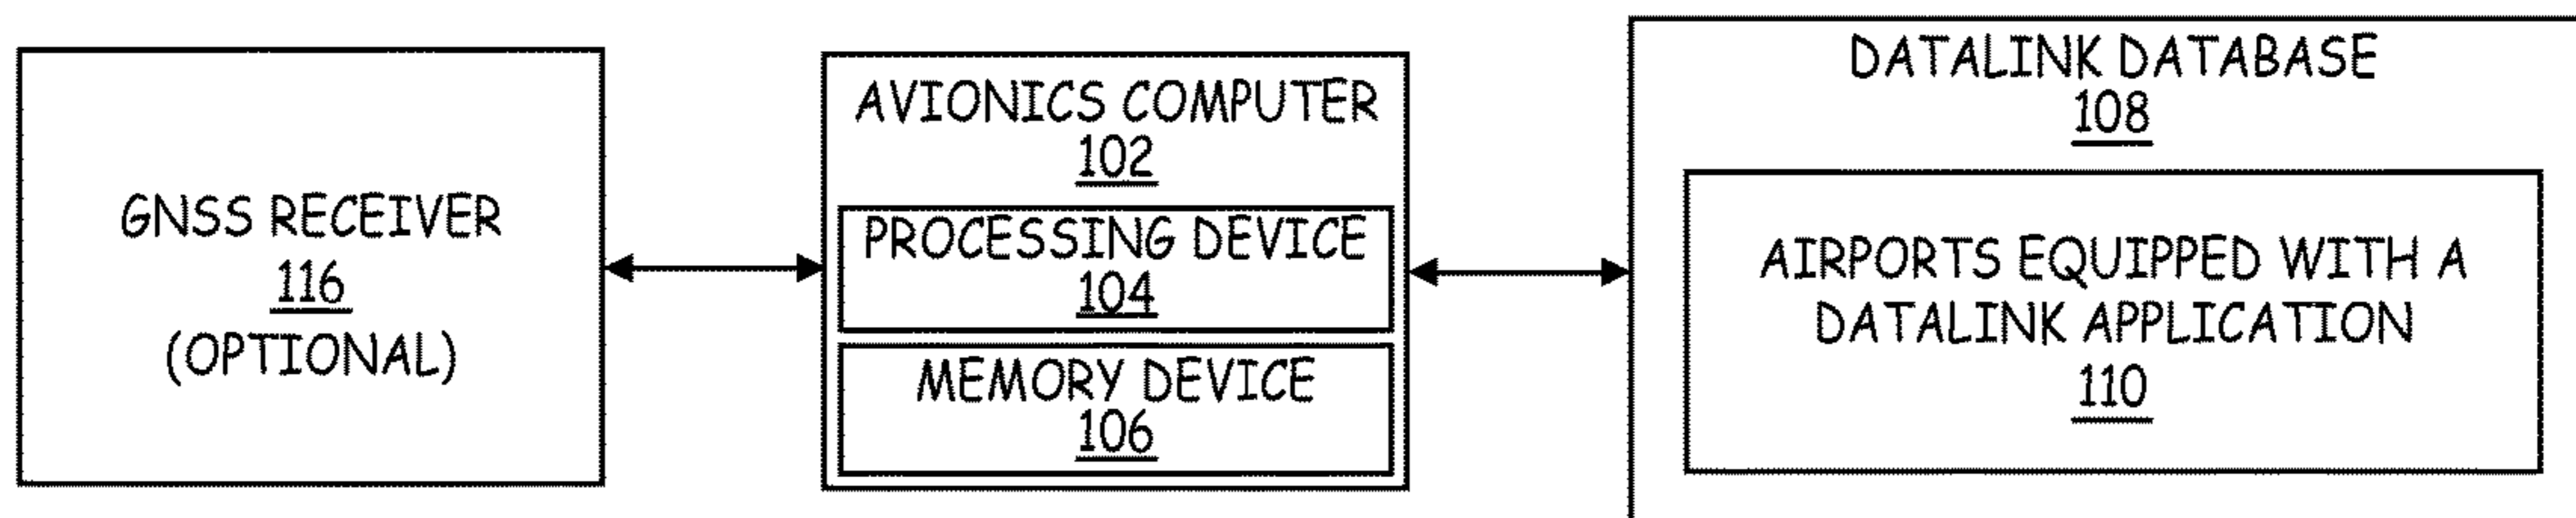 GNSS RECEIVER
116
(OPTIONAL)
AVIONICS COMPUTER
102
PROCESSING DEVICE
104
MEMORY DEVICE
106
DATALINK DATABASE
108
AIRPORTS EQUIPPED WITH A
DATALINK APPLICATION
110